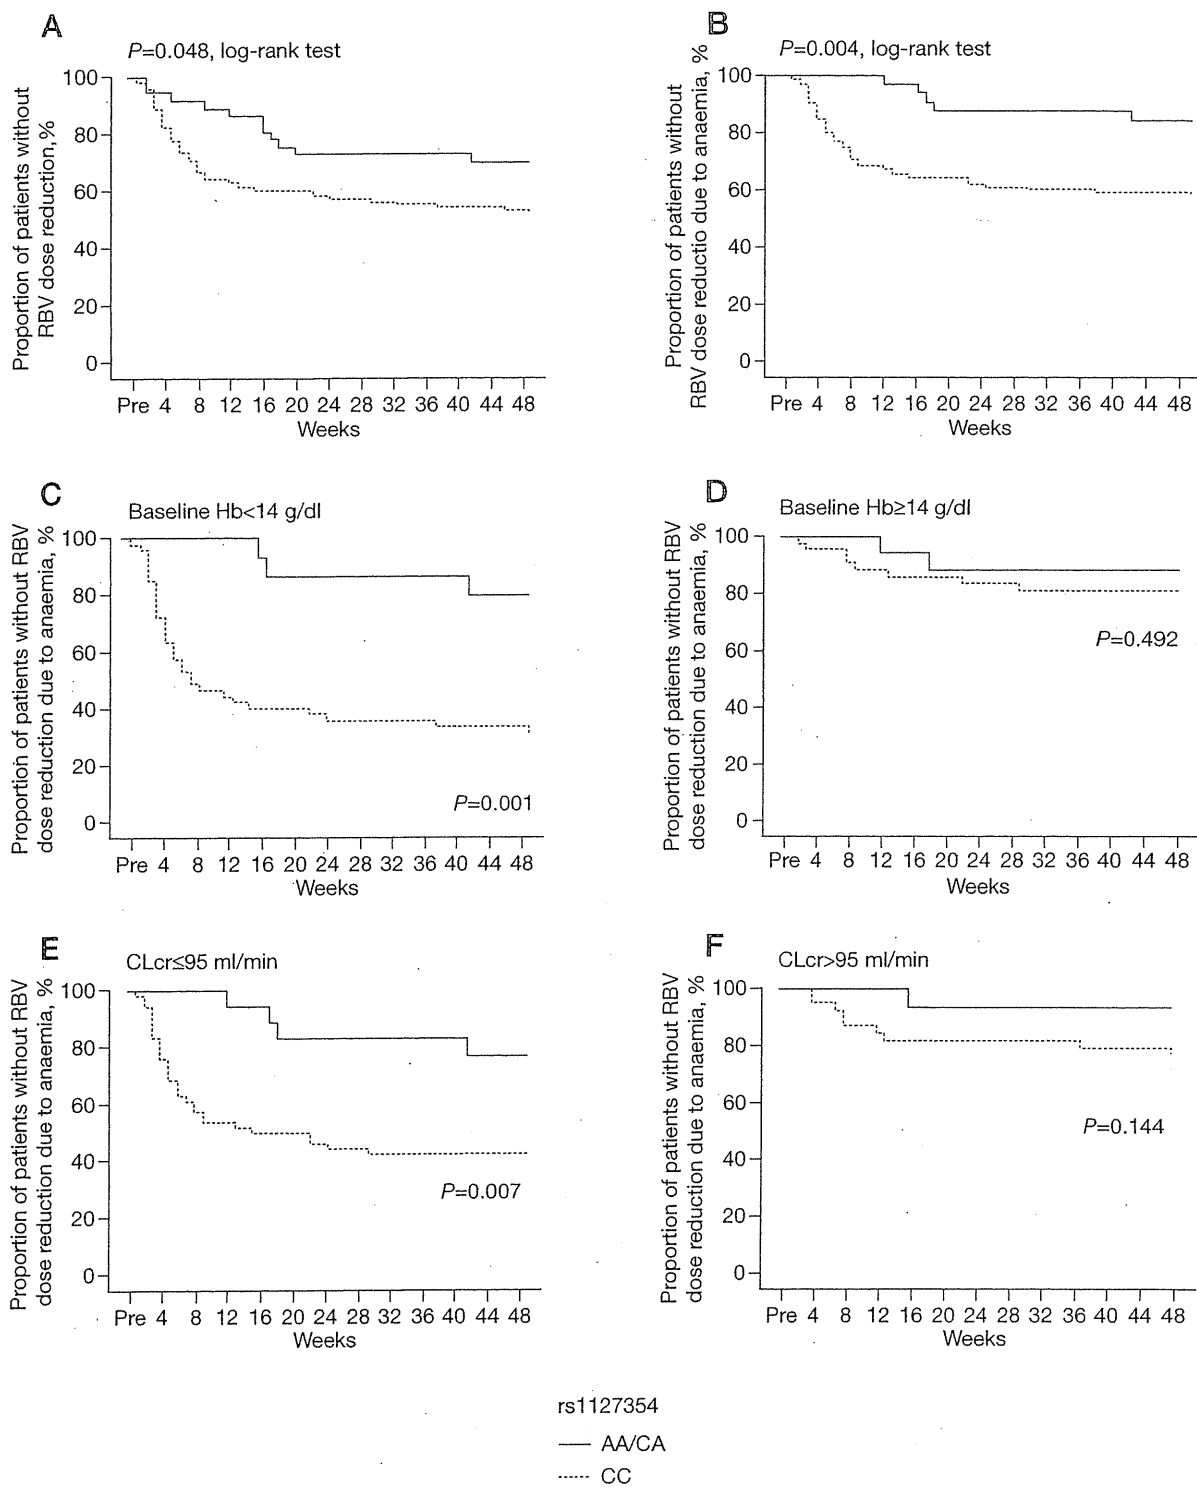 A
P=0.048, log-rank test
Proportion of patients without
RBV dose reduction,%
100
80
60
40
20
0
Pre 4 8 12 16 20 24 28 32 36 40 44 48
Weeks
B
P=0.004, log-rank test
Proportion of patients without
RBV dose reductio due to anaemia, %
100
80
60
40
20
0
Pre 4 8 12 16 20 24 28 32 36 40 44 48
Weeks
C
Baseline Hb<14 g/dl
Proportion of patients without RBV
dose reduction due to anaemia, %
100
80
60
40
20
0
P=0.001
Pre 4 8 12 16 20 24 28 32 36 40 44 48
Weeks
D
Baseline Hb≥14 g/dl
Proportion of patients without RBV
dose reduction due to anaemia, %
100
80
60
40
20
0
P=0.492
Pre 4 8 12 16 20 24 28 32 36 40 44 48
Weeks
E
CLcr≤95 ml/min
Proportion of patients without RBV
dose reduction due to anaemia, %
100
80
60
40
20
0
P=0.007
Pre 4 8 12 16 20 24 28 32 36 40 44 48
Weeks
F
CLcr>95 ml/min
Proportion of patients without RBV
dose reduction due to anaemia, %
100
80
60
40
20
0
P=0.144
Pre 4 8 12 16 20 24 28 32 36 40 44 48
Weeks
rs1127354
AA/CA
CC